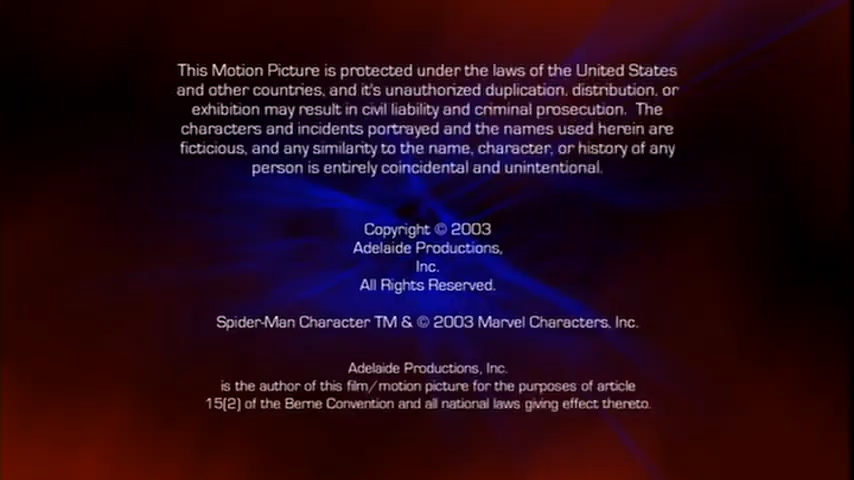 This Motion Picture is protected under the laws of the United States
and other countries, and it's unauthorized duplication, distribution, or
exhibition may result in civil liability and criminal prosecution. The
characters and incidents portrayed and the names used herein are
ficticious, and any similarity to the name, character, or history of any
person is entirely coincidental and unintentional.
Copyright © 2003
Adelaide Productions,
Inc.
All Rights Reserved.
Spider-Man Character TM & © 2003 Marvel Characters, Inc.
Adelaide Productions, Inc.
is the author of this film/motion picture for the purposes of article
15(2) of the Berne Convention and all national laws giving effect thereto.